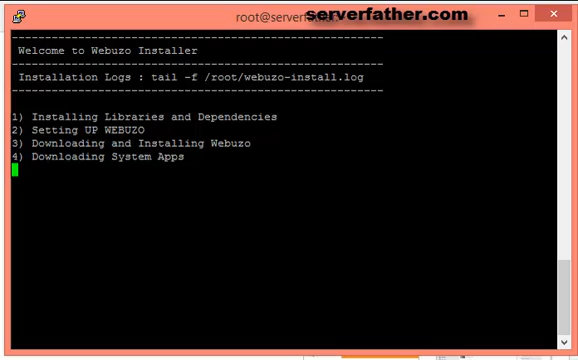 root@serverfather
serverfather.com
Welcome to Webuzo Installer
Installation Logs : tail -f /root/webuzo-install.log
1) Installing Libraries and Dependencies
2) Setting UP WEBUZO
3) Downloading and Installing Webuzo
4) Downloading System Apps